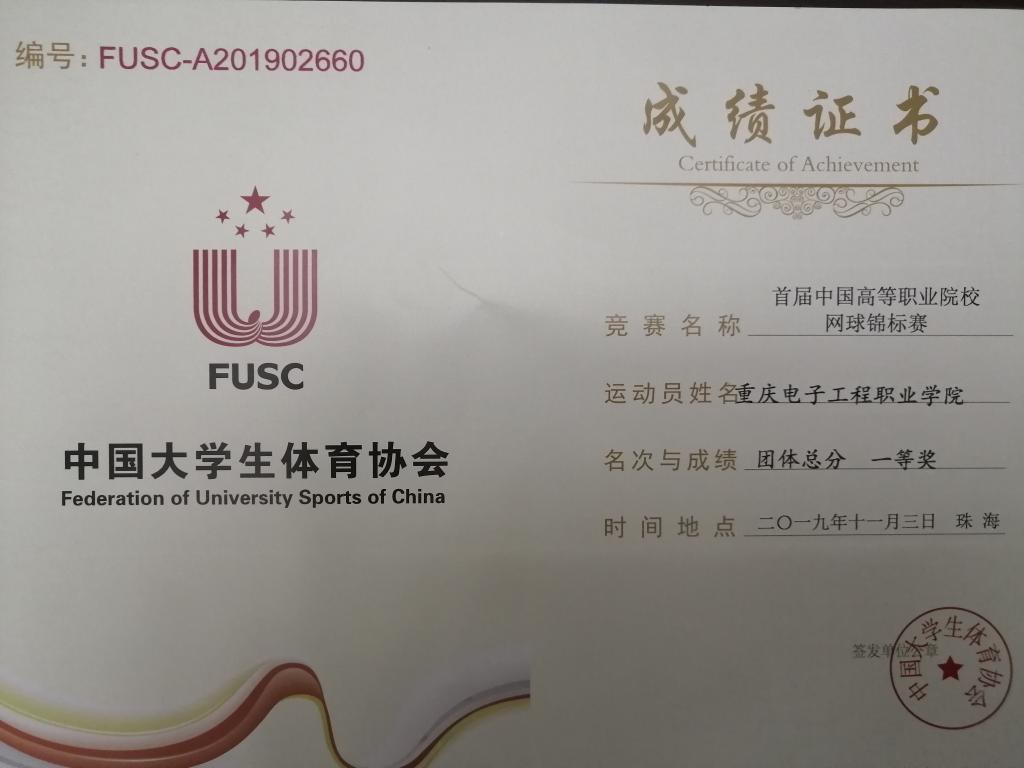 编号: FUSC-A201902660
FUSC
中国大学生体育协会
Federation of University Sports of China
成绩证书
Certificate of Achievement
竞赛名称 首届中国高等职业院校
网球锦标赛
运动员姓名 重庆电子工程职业学院
名次与成绩 团体总分 一等奖
时间地点 二〇一九年十一月三日 珠海
签发单位公章
中国大学生体育协会